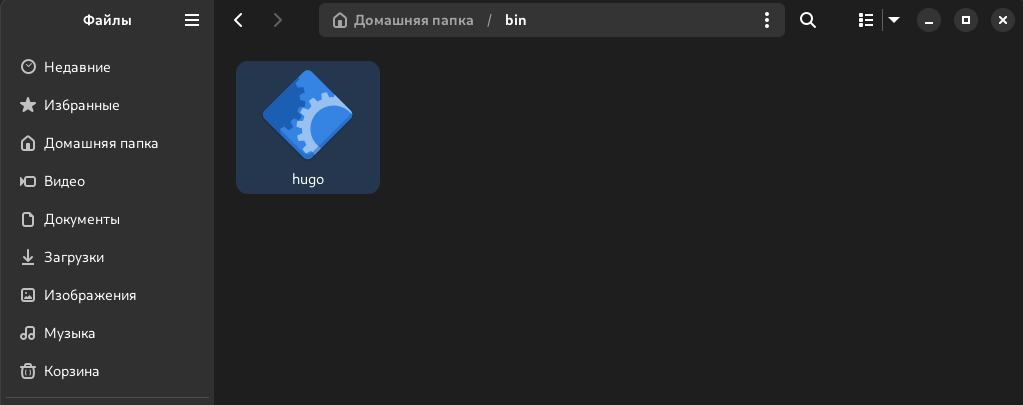 Файлы
Домашняя папка / bin
Недавние
Избранные
Домашняя папка
Видео
Документы
Загрузки
Изображения
Музыка
Корзина
hugo